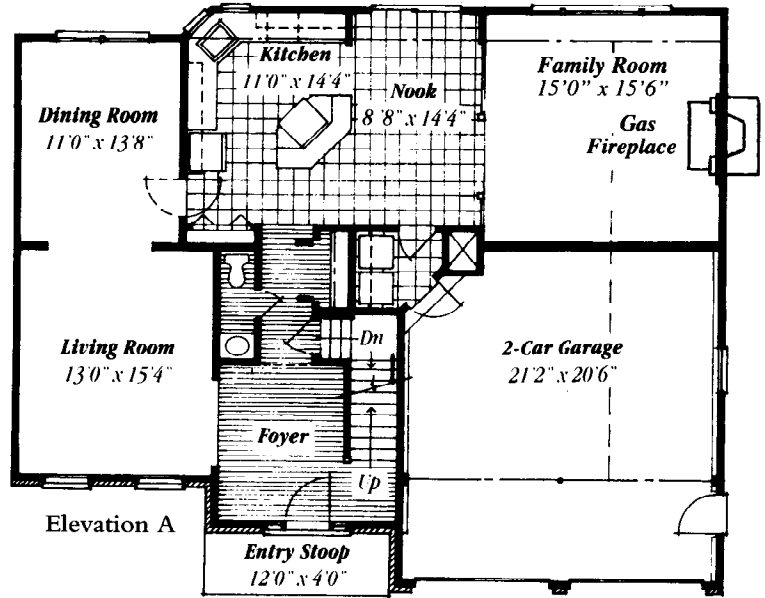 Kitchen
11'0" x 14'4"
Nook
8'8" x 14'4"
Family Room
15'0" x 15'6"
Gas
Fireplace
Dining Room
11'0" x 13'8"
Living Room
13'0" x 15'4"
Dn
2-Car Garage
21'2" x 20'6"
Foyer
Up
Elevation A
Entry Stoop
12'0" x 4'0"